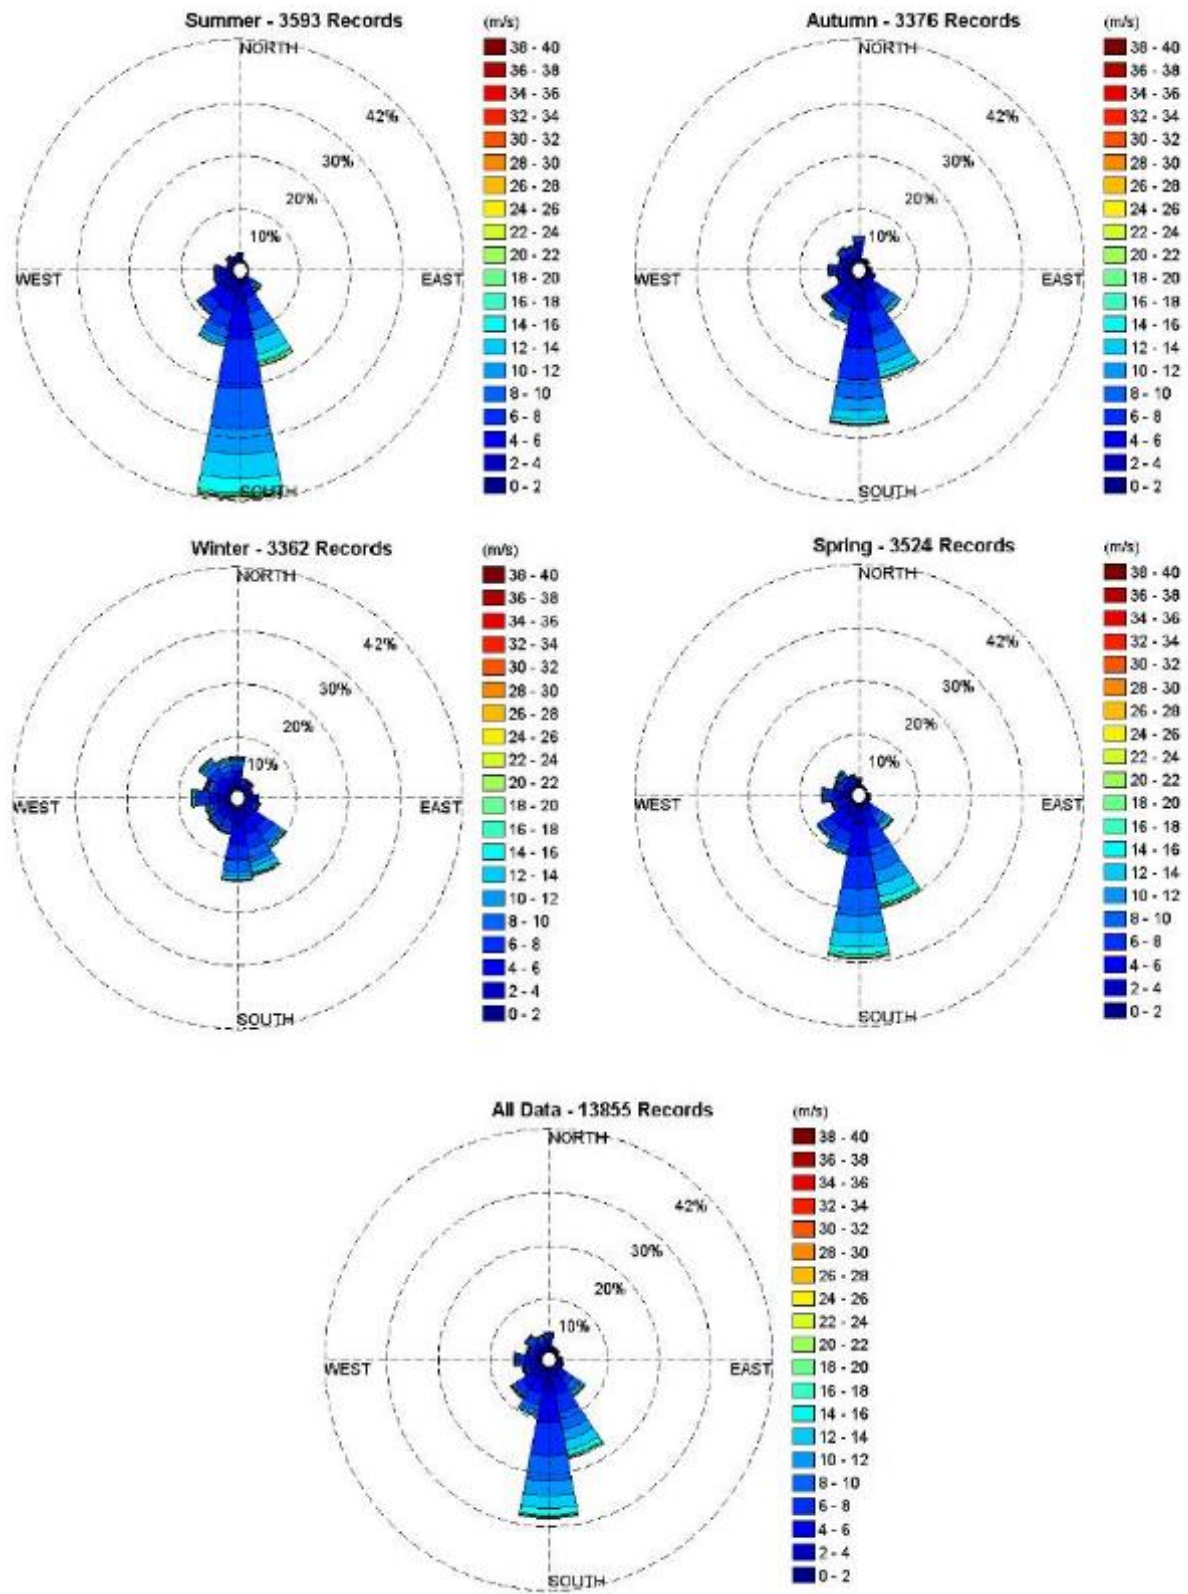 Summer - 3593 Records
(m/s)
NORTH
38 - 40
36 - 38
34 - 36
32 - 34
30 - 32
28 - 30
26 - 28
24 - 26
22 - 24
20 - 22
18 - 20
16 - 18
14 - 16
12 - 14
10 - 12
8 - 10
6 - 8
4 - 6
2 - 4
0 - 2
42%
30%
20%
10%
WEST
EAST
SOUTH
Autumn - 3376 Records
(m/s)
NORTH
38 - 40
36 - 38
34 - 36
32 - 34
30 - 32
28 - 30
26 - 28
24 - 26
22 - 24
20 - 22
18 - 20
16 - 18
14 - 16
12 - 14
10 - 12
8 - 10
6 - 8
4 - 6
2 - 4
0 - 2
42%
30%
20%
10%
WEST
EAST
SOUTH
Winter - 3362 Records
(m/s)
NORTH
38 - 40
36 - 38
34 - 36
32 - 34
30 - 32
28 - 30
26 - 28
24 - 26
22 - 24
20 - 22
18 - 20
16 - 18
14 - 16
12 - 14
10 - 12
8 - 10
6 - 8
4 - 6
2 - 4
0 - 2
42%
30%
20%
10%
WEST
EAST
SOUTH
Spring - 3524 Records
(m/s)
NORTH
38 - 40
36 - 38
34 - 36
32 - 34
30 - 32
28 - 30
26 - 28
24 - 26
22 - 24
20 - 22
18 - 20
16 - 18
14 - 16
12 - 14
10 - 12
8 - 10
6 - 8
4 - 6
2 - 4
0 - 2
42%
30%
20%
10%
WEST
EAST
SOUTH
All Data - 13855 Records
(m/s)
NORTH
38 - 40
36 - 38
34 - 36
32 - 34
30 - 32
28 - 30
26 - 28
24 - 26
22 - 24
20 - 22
18 - 20
16 - 18
14 - 16
12 - 14
10 - 12
8 - 10
6 - 8
4 - 6
2 - 4
0 - 2
42%
30%
20%
10%
WEST
EAST
SOUTH